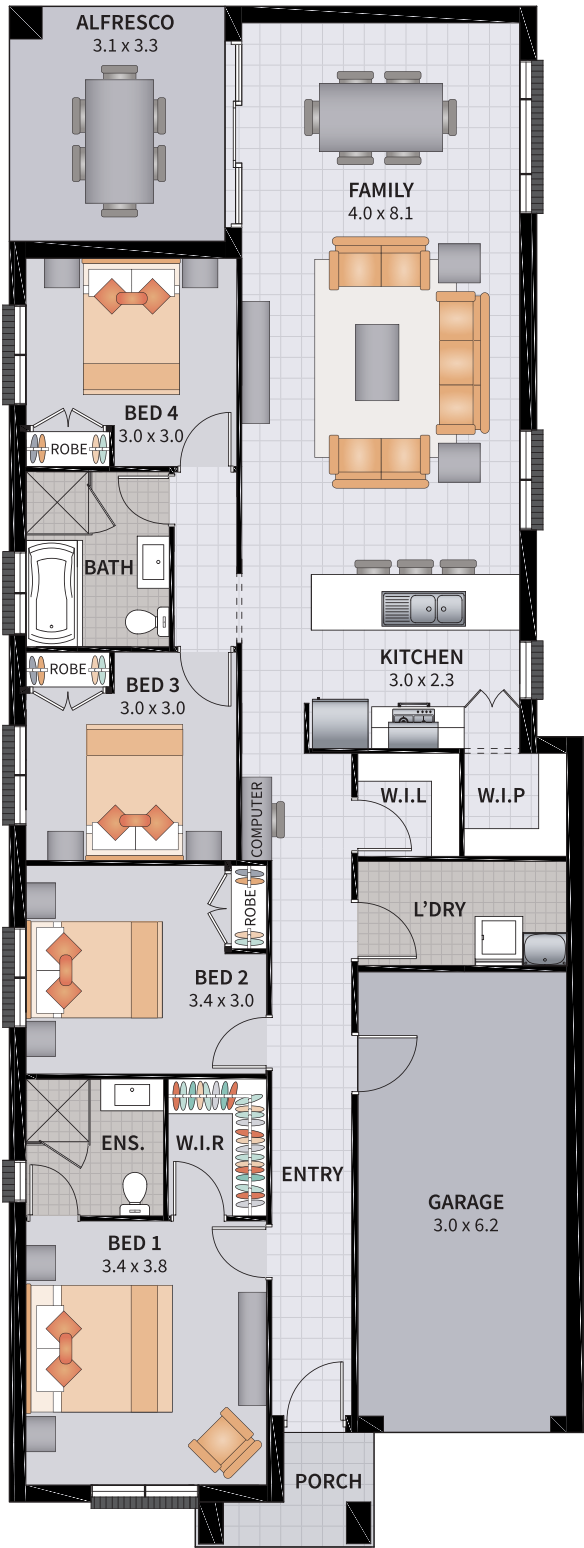 ALFRESCO
3.1 x 3.3
FAMILY
4.0 x 8.1
BED 4
3.0 x 3.0
ROBE
BATH
ROBE
BED 3
3.0 x 3.0
KITCHEN
3.0 x 2.3
COMPUTER
W.I.L
W.I.P
ROBE
L'DRY
BED 2
3.4 x 3.0
ENS.
W.I.R
ENTRY
GARAGE
3.0 x 6.2
BED 1
3.4 x 3.8
PORCH